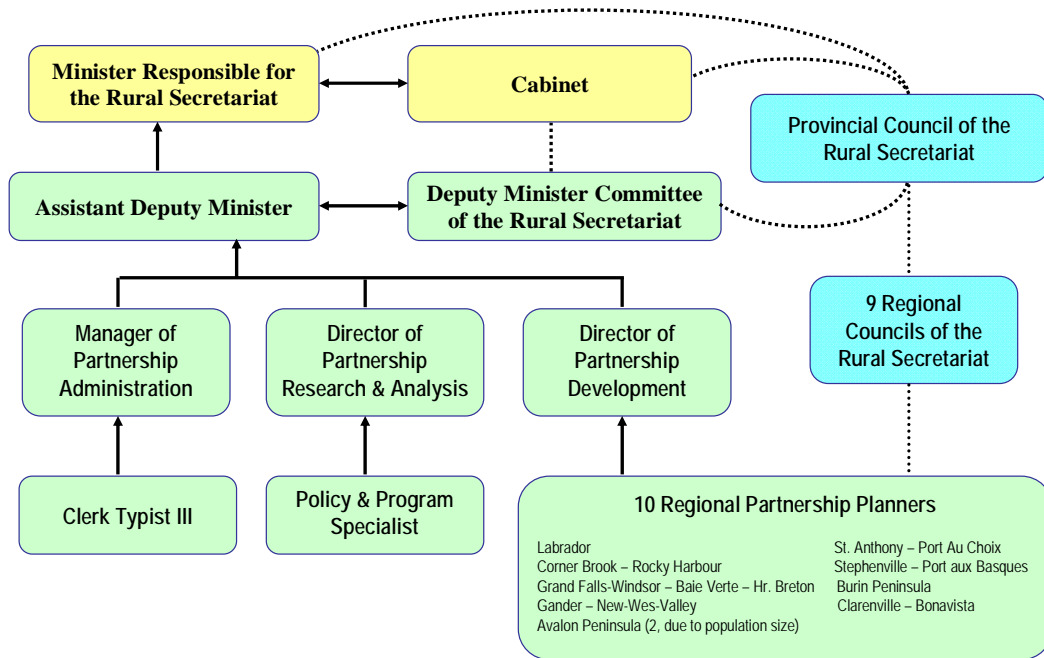 Minister Responsible for
the Rural Secretariat
Cabinet
Provincial Council of the
Rural Secretariat
Assistant Deputy Minister
Deputy Minister Committee
of the Rural Secretariat
9 Regional
Councils of the
Rural Secretariat
Manager of
Partnership
Administration
Director of
Partnership
Research & Analysis
Director of
Partnership
Development
Clerk Typist III
Policy & Program
Specialist
10 Regional Partnership Planners
Labrador
Corner Brook – Rocky Harbour
Grand Falls-Windsor – Baie Verte – Hr. Breton
Gander – New-Wes-Valley
Avalon Peninsula (2, due to population size)
St. Anthony – Port Au Choix
Stephenville – Port aux Basques
Burin Peninsula
Clarenville – Bonavista